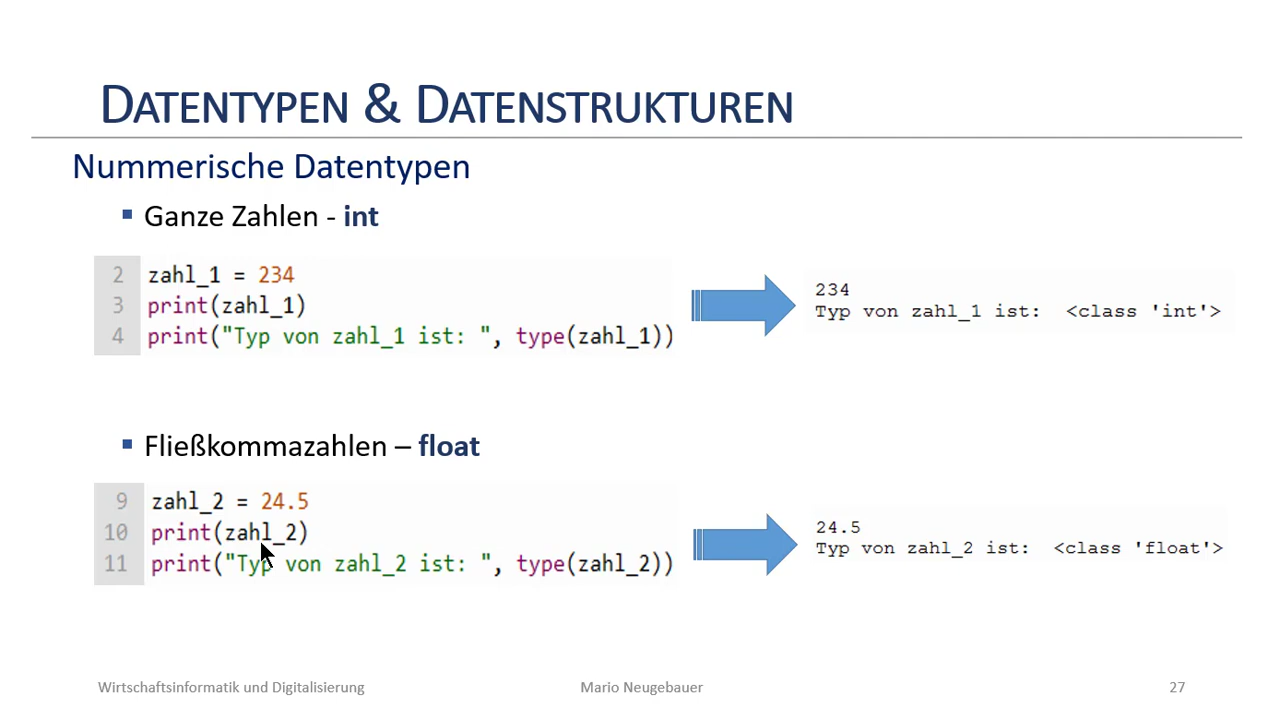 DATENTYPEN & DATENSTRUKTUREN
Nummerische Datentypen
▪ Ganze Zahlen - int
2 zahl_1 = 234
3 print(zahl_1)
4 print("Typ von zahl_1 ist: ", type(zahl_1))
234
Typ von zahl_1 ist:  <class 'int'>
▪ Fließkommazahlen – float
9 zahl_2 = 24.5
10 print(zahl_2)
11 print("Typ von zahl_2 ist: ", type(zahl_2))
24.5
Typ von zahl_2 ist:  <class 'float'>
Wirtschaftsinformatik und Digitalisierung
Mario Neugebauer
27